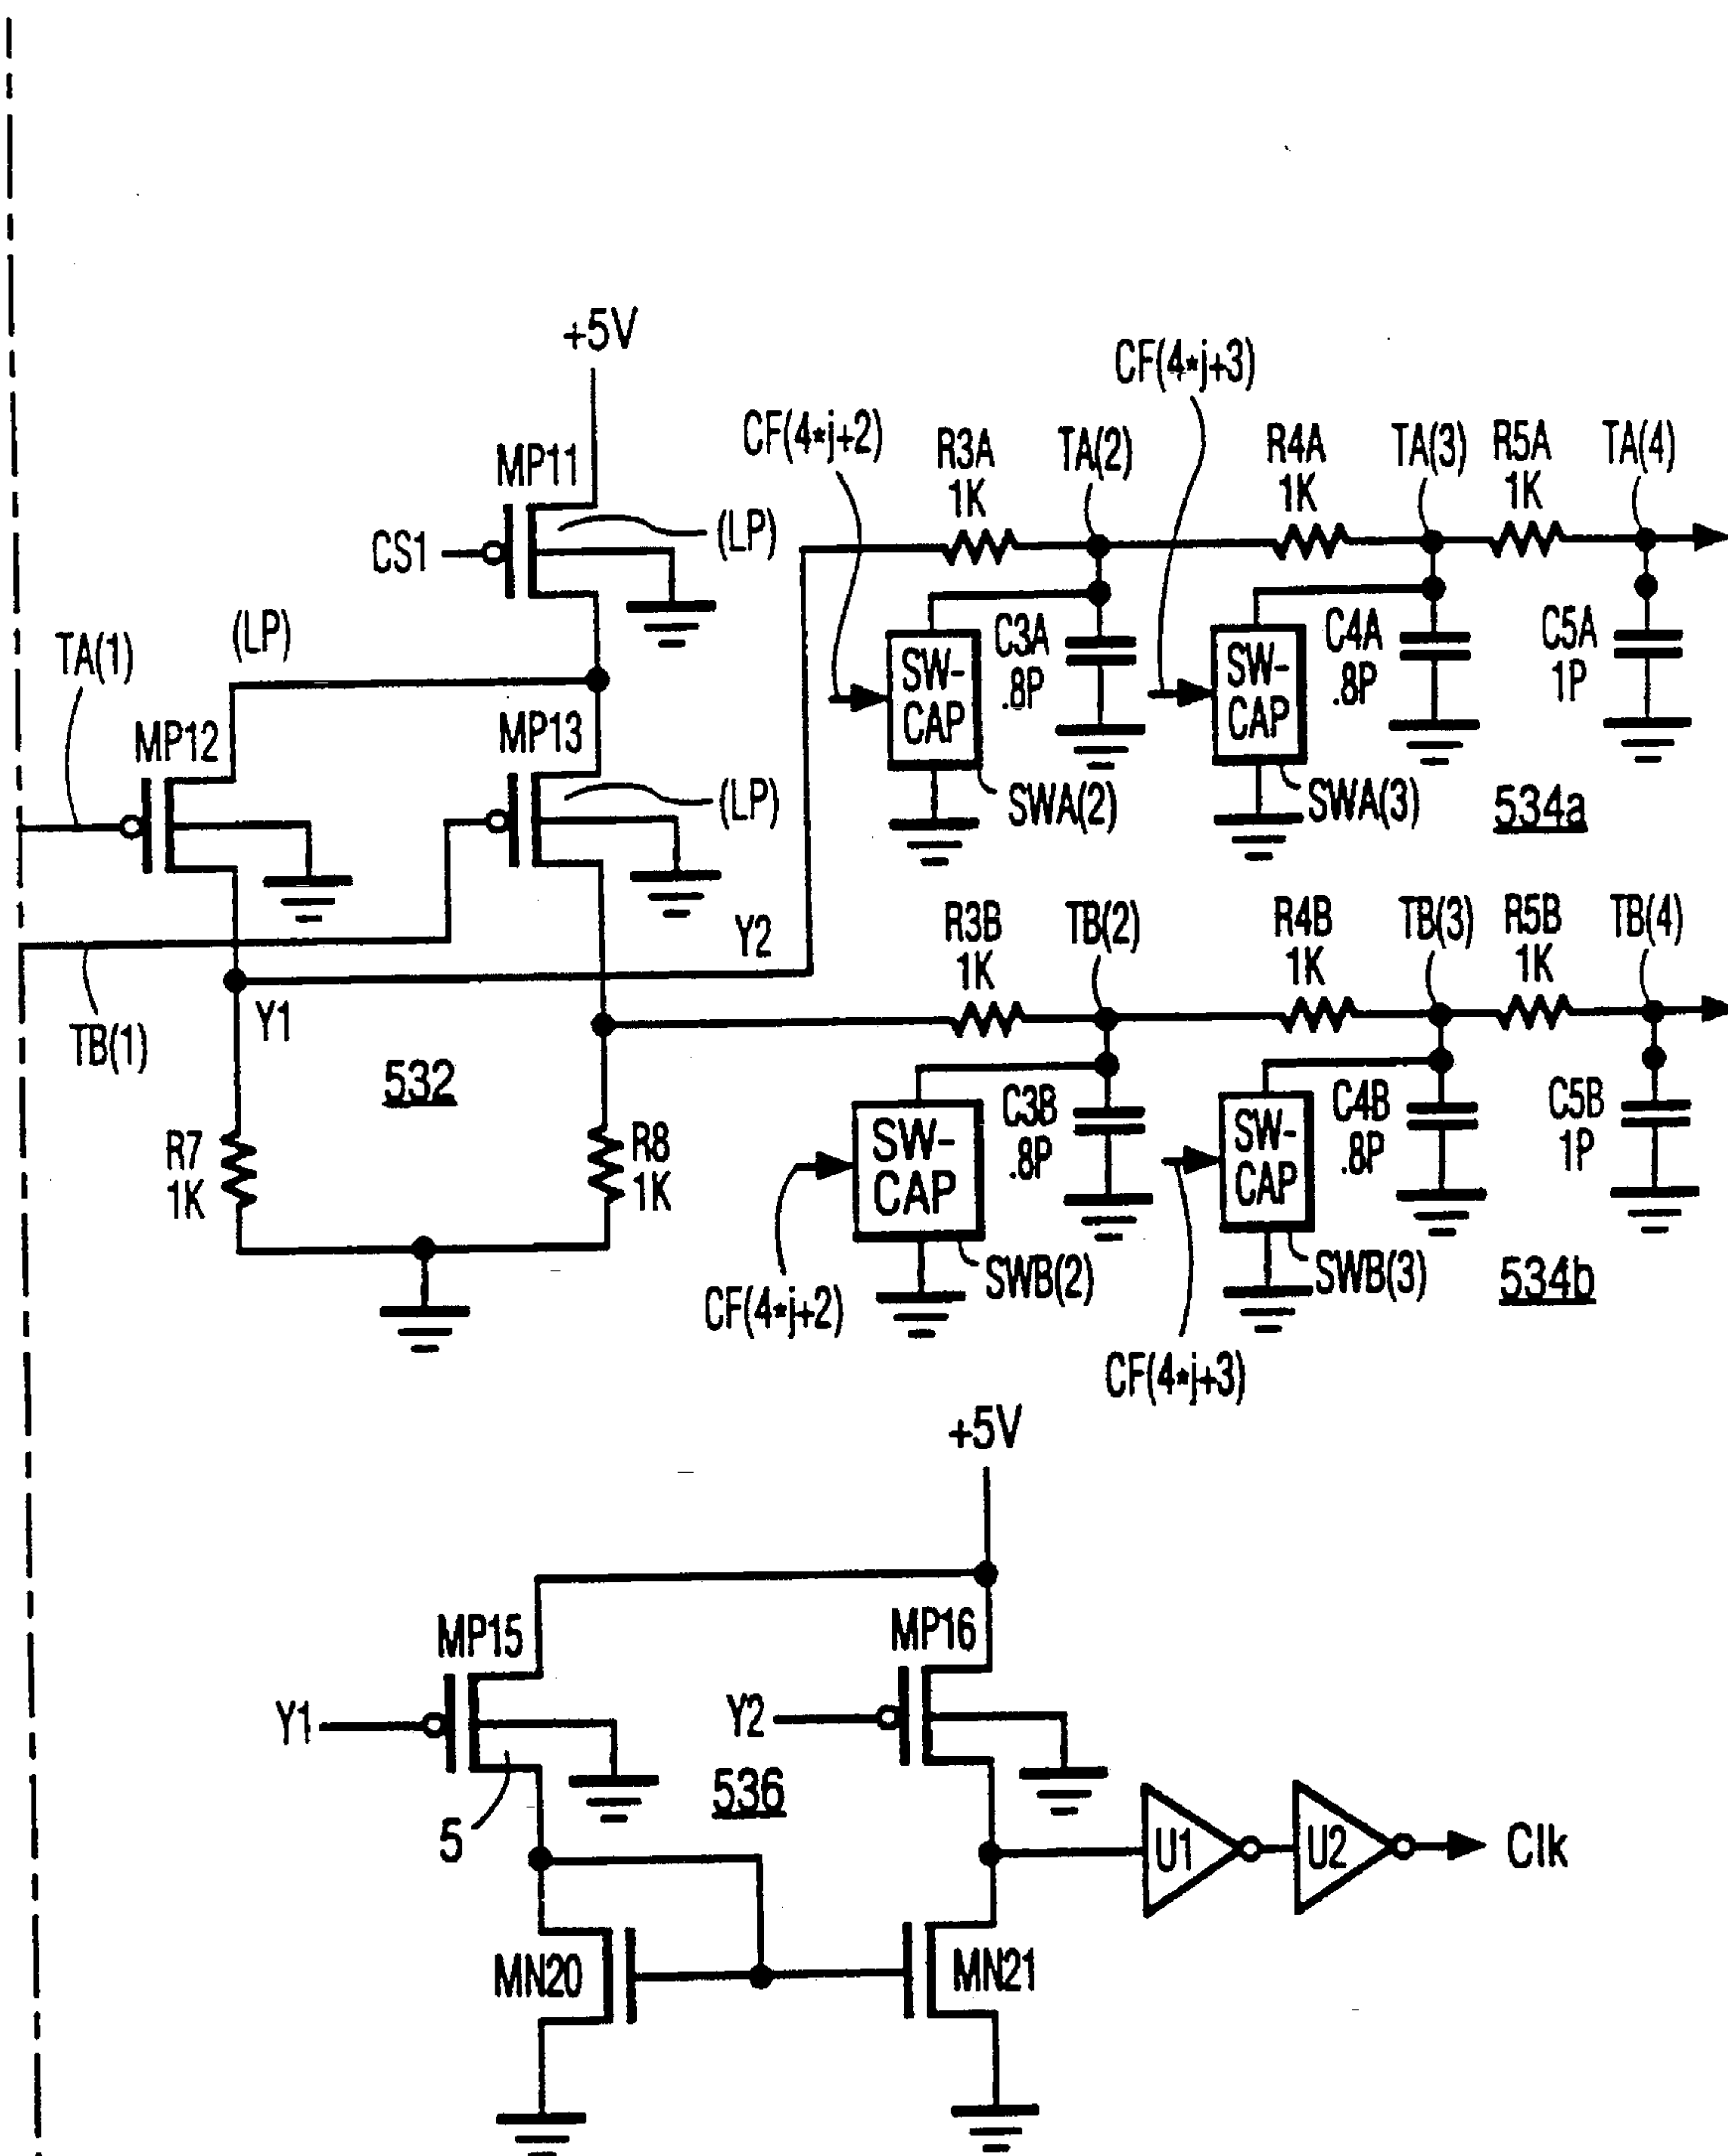 +5V
CF(4*j+3)
CF(4*j+2)
R3A
1K
TA(2)
R4A
1K
TA(3)
R5A
1K
TA(4)
MP11
(LP)
CS1
(LP)
TA(1)
MP12
MP13
(LP)
SW-
CAP
C3A
.8P
SW-
CAP
C4A
.8P
C5A
1P
SWA(2)
SWA(3)
534a
Y2
R3B
1K
TB(2)
R4B
1K
TB(3)
R5B
1K
TB(4)
TB(1)
Y1
532
R7
1K
R8
1K
SW-
CAP
C3B
.8P
SW-
CAP
C4B
.8P
C5B
1P
SWB(2)
SWB(3)
534b
CF(4*j+2)
CF(4*j+3)
+5V
MP15
MP16
Y1
Y2
5
536
U1
U2
Clk
MN20
MN21